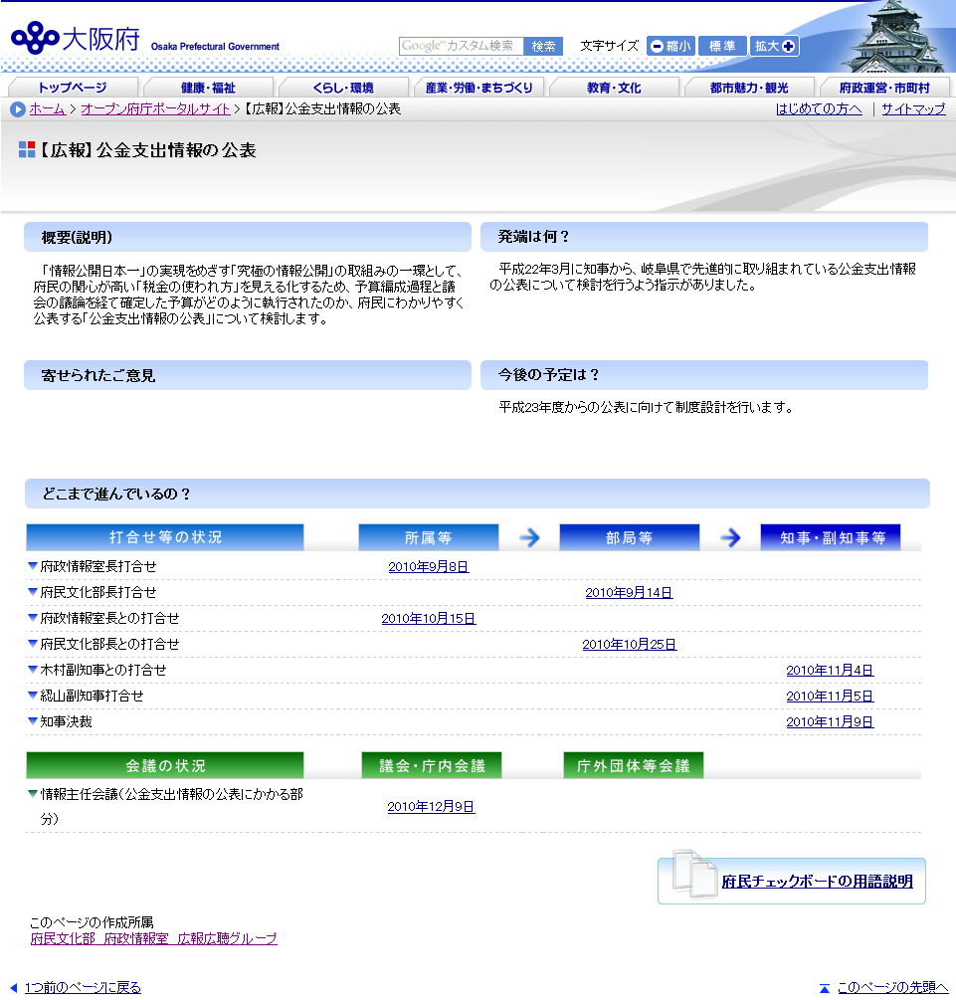 大阪府 Osaka Prefectural Government
Google™ カスタム検索 検索 文字サイズ 縮小 標準 拡大
トップページ 健康・福祉 くらし・環境 産業・労働・まちづくり 教育・文化 都市魅力・観光 府政運営・市町村
ホーム > オープン府庁ポータルサイト > 【広報】公金支出情報の公表 はじめての方へ | サイトマップ
【広報】公金支出情報の公表
概要(説明)
「情報公開日本一」の実現をめざす「究極の情報公開」の取組みの一環として、
府民の関心が高い「税金の使われ方」を見える化するため、予算編成過程と議
会の議論を経て確定した予算がどのように執行されたのか、府民にわかりやすく
公表する「公金支出情報の公表」について検討します。
発端は何？
平成22年3月に知事から、岐阜県で先進的に取り組まれている公金支出情報
の公表について検討を行うよう指示がありました。
寄せられたご意見
今後の予定は？
平成23年度からの公表に向けて制度設計を行います。
どこまで進んでいるの？
打合せ等の状況 所属等 部局等 知事・副知事等
府政情報室長打合せ 2010年9月8日
府民文化部長打合せ 2010年9月14日
府政情報室長との打合せ 2010年10月15日
府民文化部長との打合せ 2010年10月25日
木村副知事との打合せ 2010年11月4日
綛山副知事打合せ 2010年11月5日
知事決裁 2010年11月9日
会議の状況 議会・庁内会議 庁外団体等会議
情報主任会議(公金支出情報の公表にかかる部
分) 2010年12月9日
府民チェックボードの用語説明
このページの作成所属
府民文化部 府政情報室 広報広聴グループ
1つ前のページに戻る このページの先頭へ